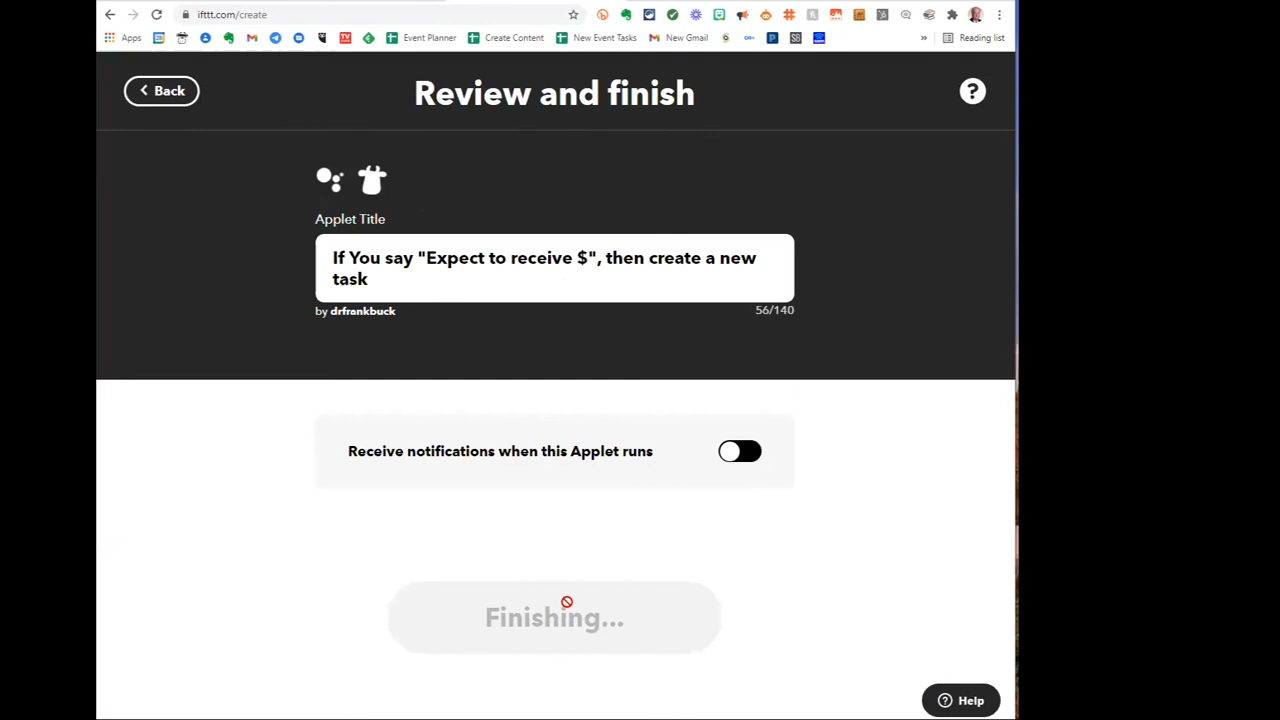 ifttt.com/create
Apps
Event Planner
Create Content
New Event Tasks
New Gmail
SB
»
Reading list
Back
Review and finish
?
Applet Title
If You say "Expect to receive $", then create a new
task
by drfrankbuck
56/140
Receive notifications when this Applet runs
Finishing...
Help